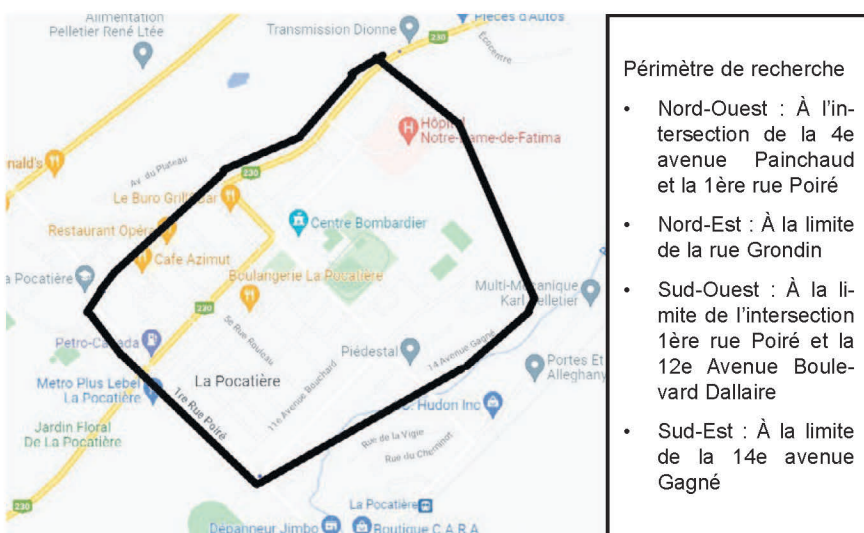 Alimentation
Pelletier René Ltée
Transmission Dionne
230
Pièces d'Autos
Écocentre
Hôpital
Notre-Dame-de-Fatima
nald's
Av. du Plateau
230
Le Buro Grill & Bar
Restaurant Opéra
Centre Bombardier
Cafe Azimut
a Pocatière
Boulangerie La Pocatière
Multi-Mécanique
Karl Pelletier
230
5e Rue Rouleau
Petro-Canada
Piédestal
14 Avenue Gagné
La Pocatière
11e Avenue Bouchard
Portes Et
Alleghany
Metro Plus Lebel
La Pocatière
1re Rue Poiré
Hudon Inc
Jardin Floral
De La Pocatière
Rue de la Vigie
Rue du Cheminot
230
La Pocatière
Dépanneur Jimbo
Boutique C.A.R.A.
Périmètre de recherche
• Nord-Ouest : À l'in-
tersection de la 4e
avenue Painchaud
et la 1ère rue Poiré
• Nord-Est : À la limite
de la rue Grondin
• Sud-Ouest : À la li-
mite de l'intersection
1ère rue Poiré et la
12e Avenue Boule-
vard Dallaire
• Sud-Est : À la limite
de la 14e avenue
Gagné